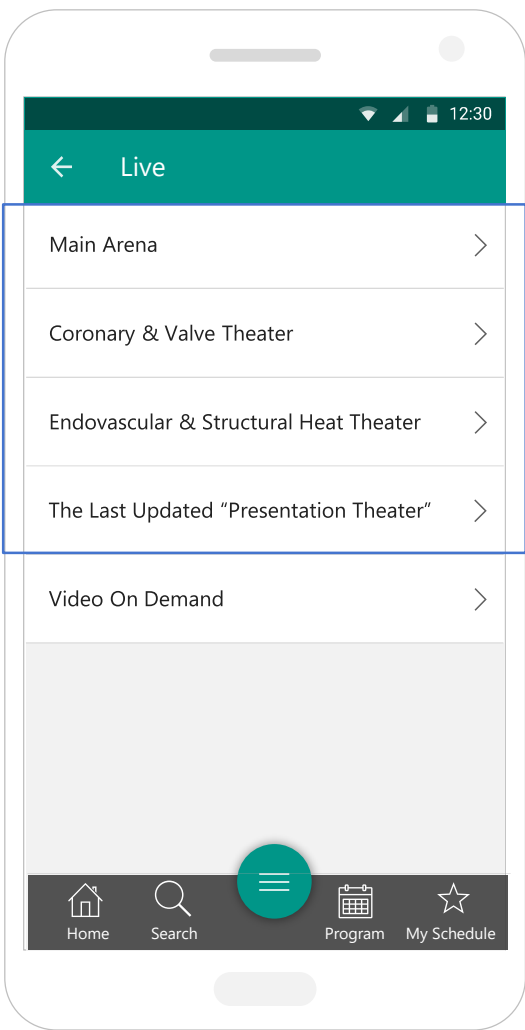 12:30
Live
Main Arena
Coronary & Valve Theater
Endovascular & Structural Heat Theater
The Last Updated “Presentation Theater”
Video On Demand
Home Search Program My Schedule